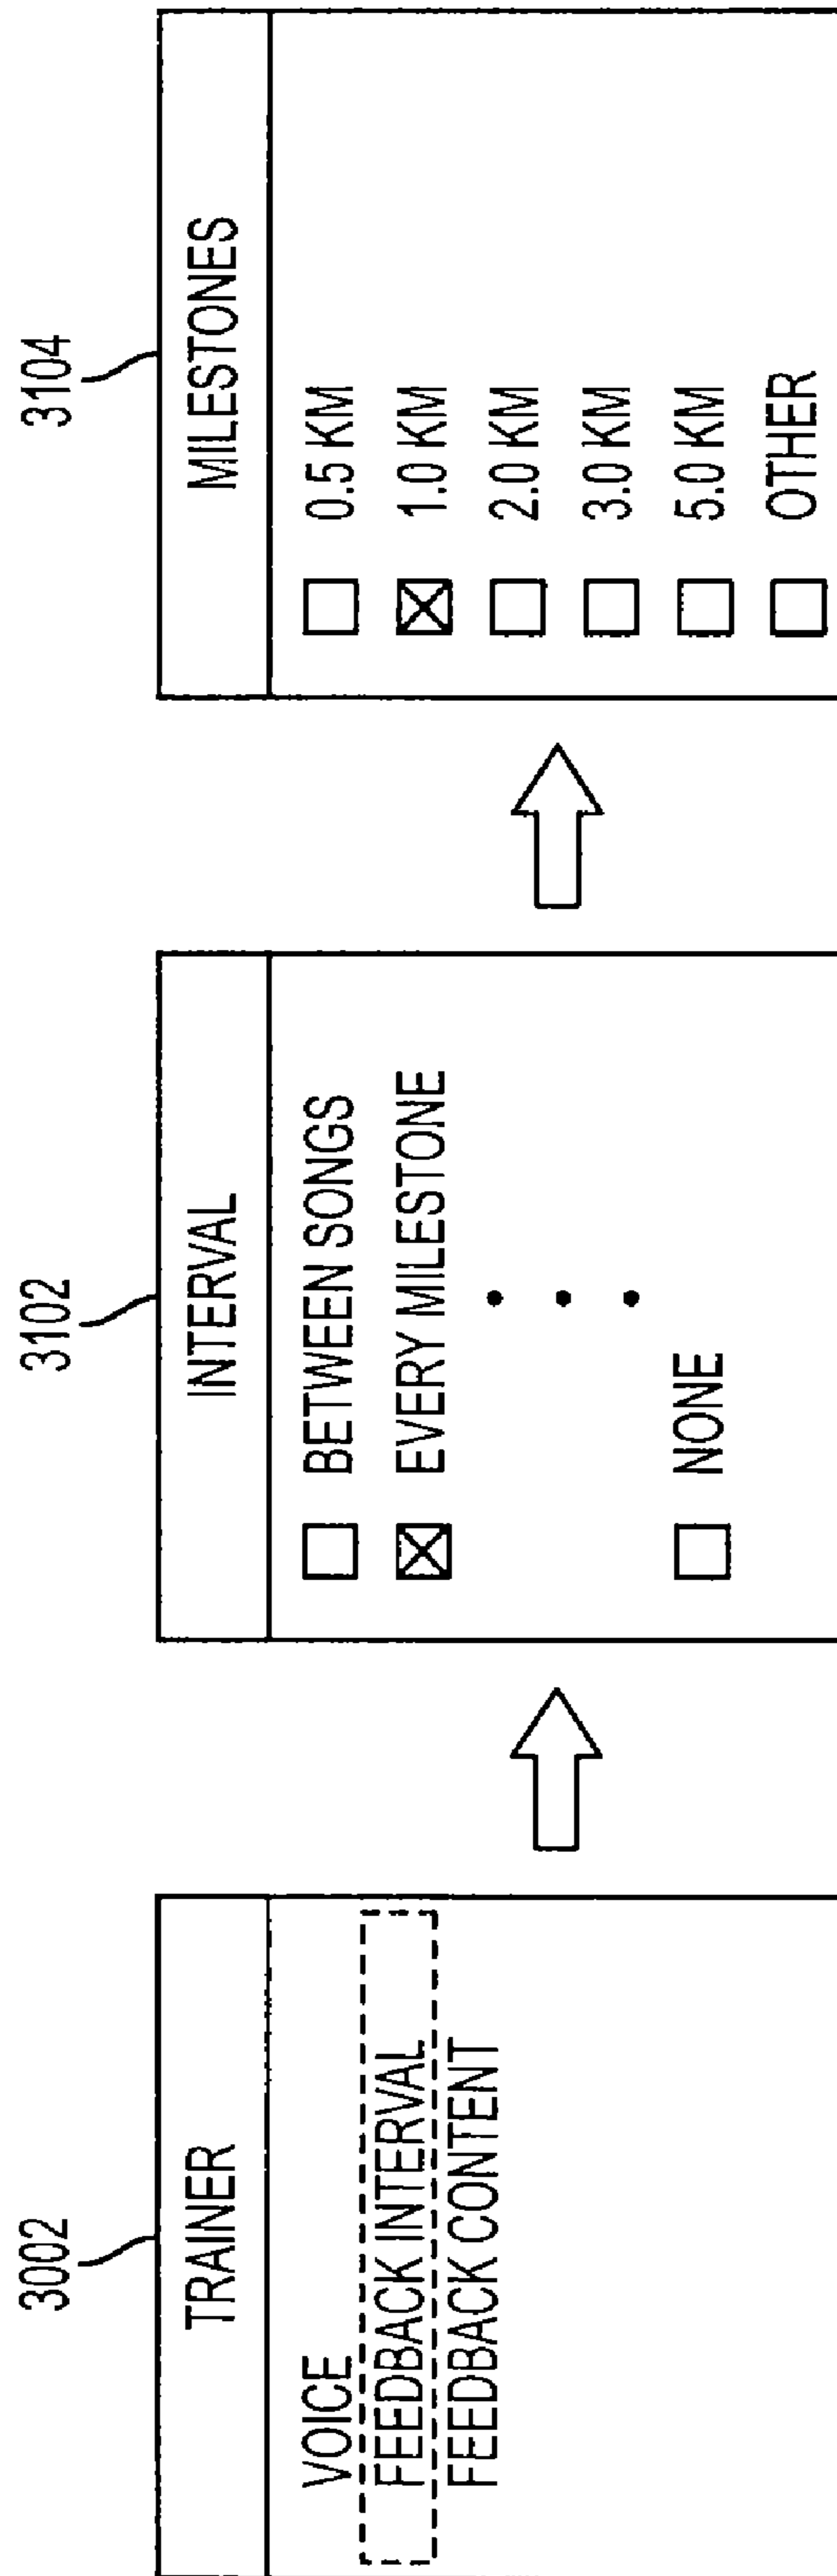 3002
TRAINER
VOICE
FEEDBACK INTERVAL
FEEDBACK CONTENT
3102
INTERVAL
BETWEEN SONGS
EVERY MILESTONE
NONE
3104
MILESTONES
0.5 KM
1.0 KM
2.0 KM
3.0 KM
5.0 KM
OTHER